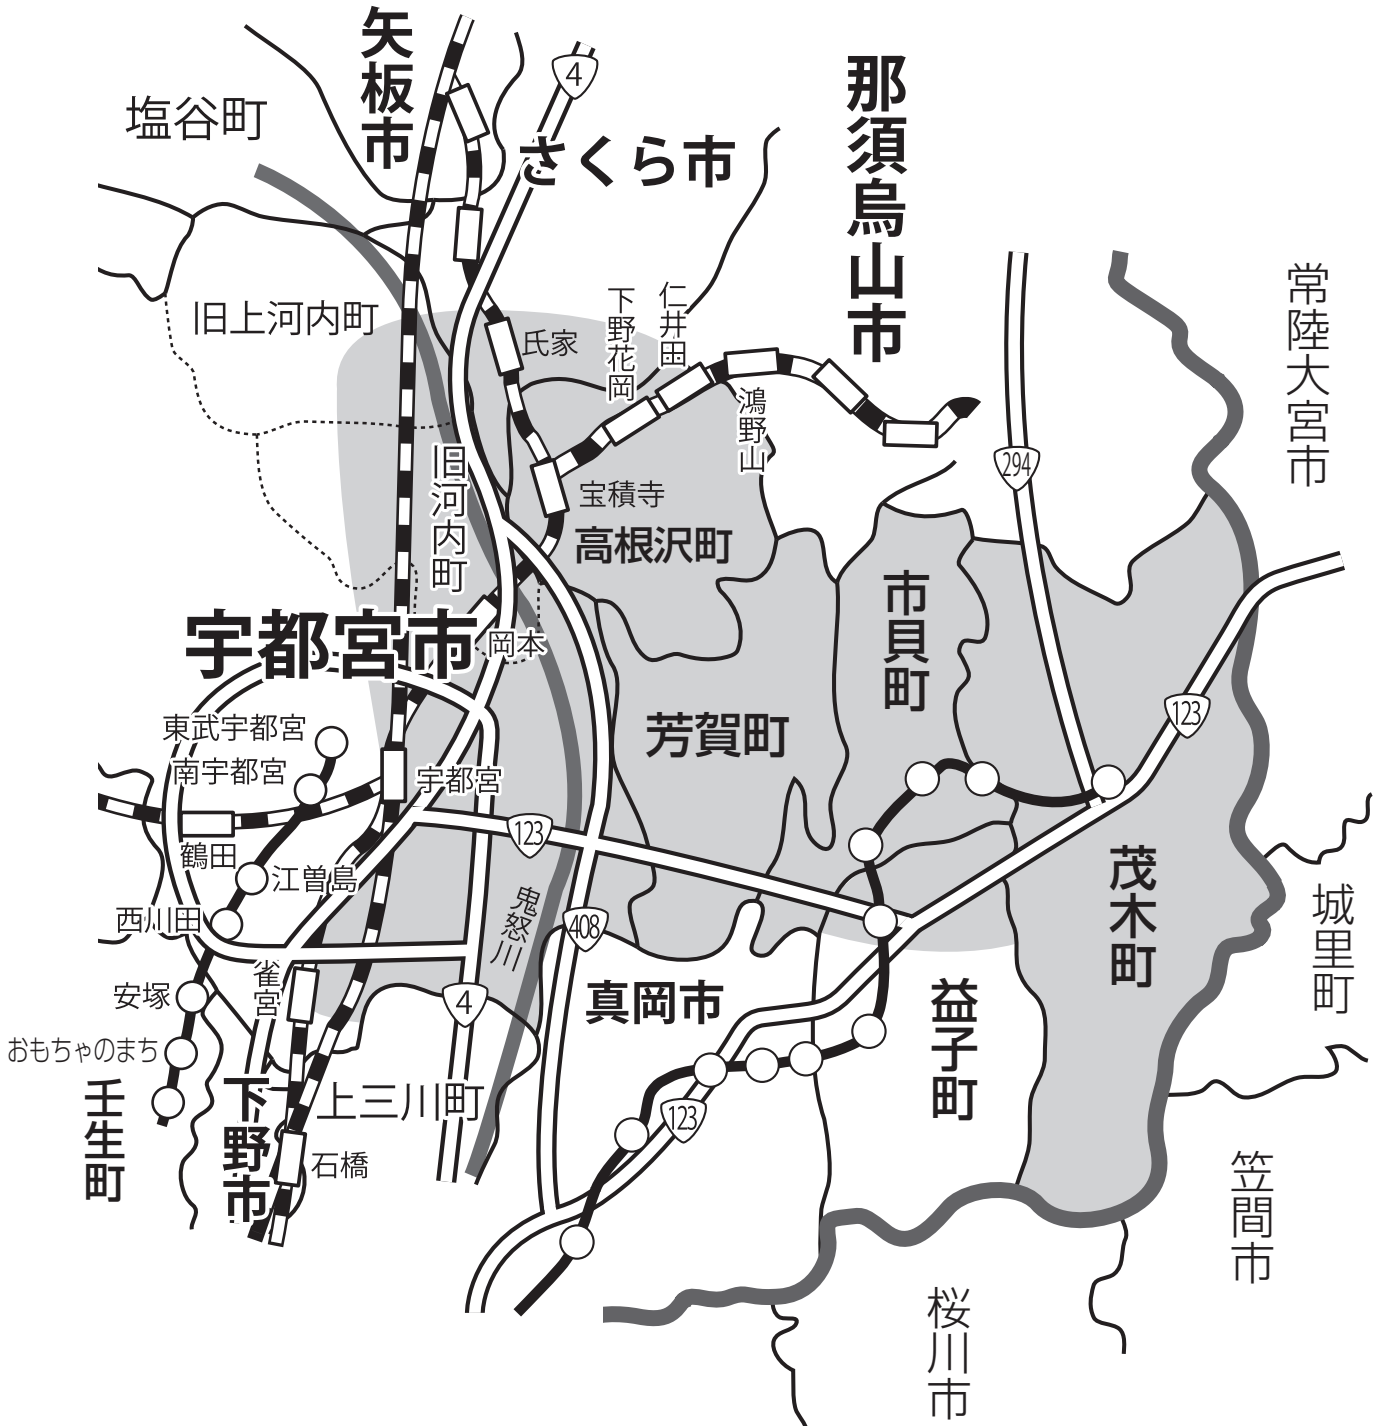 矢板市
4
那須烏山市
塩谷町
さくら市
常陸大宮市
仁井田
下野花岡
旧上河内町
氏家
鴻野山
294
旧河内町
宝積寺
高根沢町
市貝町
宇都宮市
岡本
123
東武宇都宮
芳賀町
南宇都宮
宇都宮
123
鶴田
茂木町
江曽島
城里町
鬼怒川
西川田
408
雀宮
安塚
4
真岡市
益子町
おもちゃのまち
壬生町
下野市
上三川町
123
石橋
笠間市
桜川市